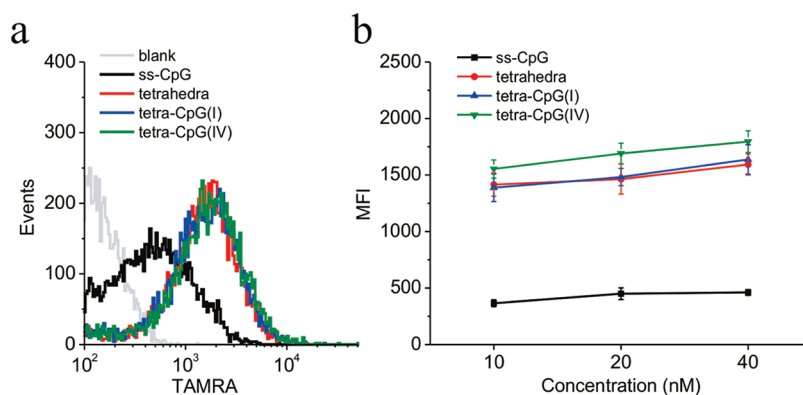 a
blank
ss-CpG
tetrahedra
tetra-CpG(I)
tetra-CpG(IV)
400
300
200
100
0
Events
10²
10³
10⁴
TAMRA
b
ss-CpG
tetrahedra
tetra-CpG(I)
tetra-CpG(IV)
2500
2000
1500
1000
500
0
MFI
10
20
40
Concentration (nM)